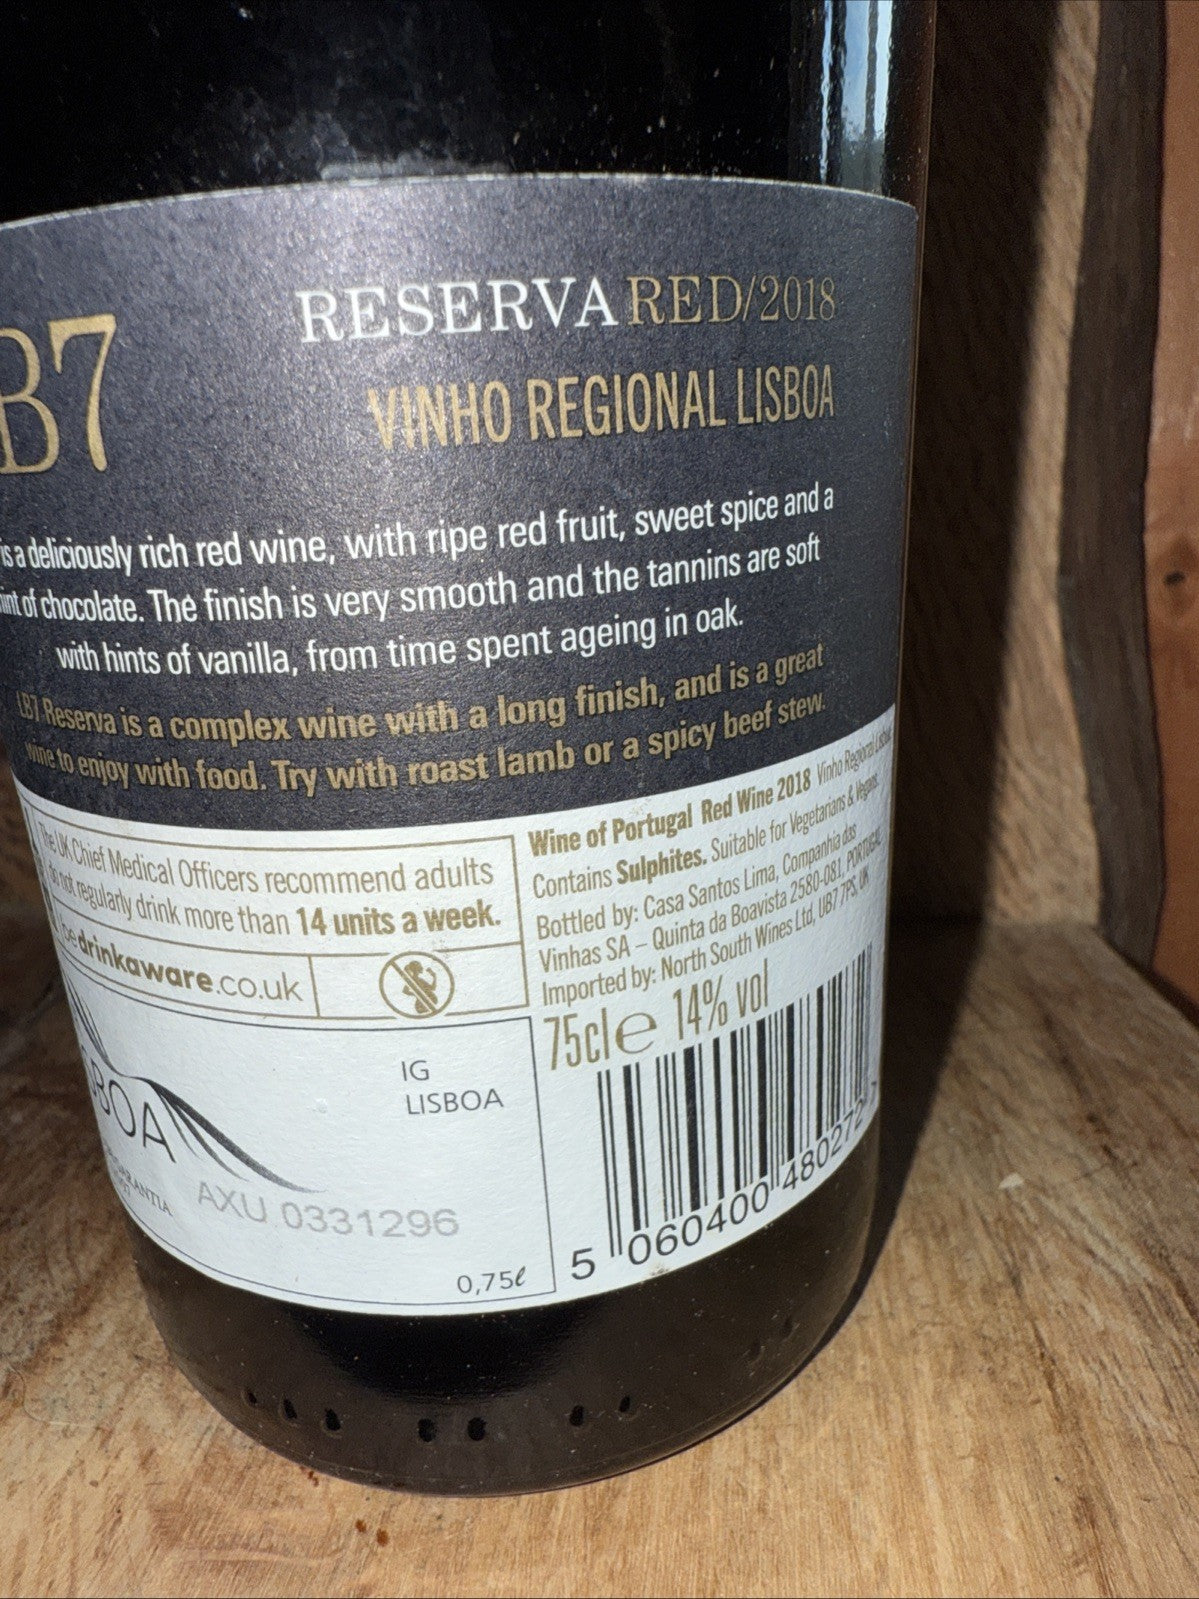 B7
RESERVA RED/2018
VINHO REGIONAL LISBOA
is a deliciously rich red wine, with ripe red fruit, sweet spice and a
hint of chocolate. The finish is very smooth and the tannins are soft
with hints of vanilla, from time spent ageing in oak.
LB7 Reserva is a complex wine with a long finish, and is a great
wine to enjoy with food. Try with roast lamb or a spicy beef stew.
The UK Chief Medical Officers recommend adults
do not regularly drink more than 14 units a week.
be drinkaware.co.uk
Wine of Portugal Red Wine 2018 Vinho Regional Lisboa
Contains Sulphites. Suitable for Vegetarians & Vegans.
Bottled by: Casa Santos Lima, Companhia das
Vinhas SA – Quinta da Boavista 2580-081, PORTUGAL
Imported by: North South Wines Ltd, UB7 7PS, UK
75cl e 14% vol
IG
LISBOA
SBOA
GARANTIA
AXU 0331296
0,75ℓ
5 060400 480272